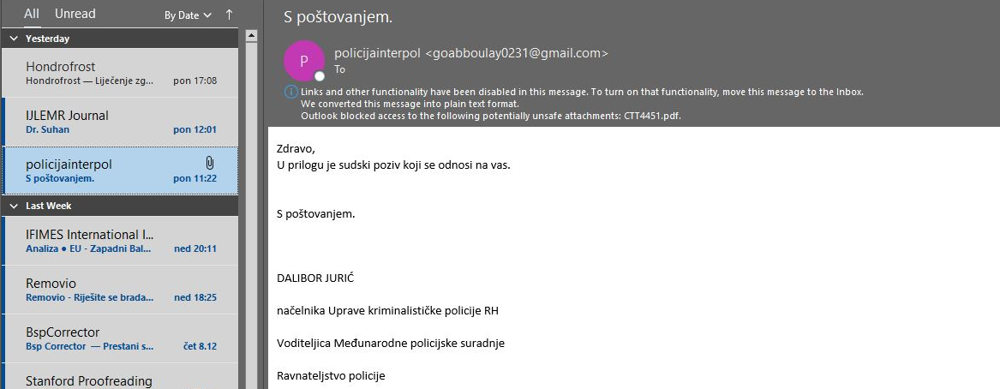 All Unread By Date
Yesterday
Hondrofrost
Hondrofrost — Liječenje zg... pon 17:08
IJLEMR Journal
Dr. Suhan pon 12:01
policijainterpol
S poštovanjem. pon 11:22
Last Week
IFIMES International I...
Analiza ● EU - Zapadni Bal... ned 20:11
Removio
Removio - Riješite se brada... ned 18:25
BspCorrector
Bsp Corrector — Prestani s... čet 8.12
Stanford Proofreading
S poštovanjem.
P
policijainterpol <goabboulay0231@gmail.com>
To
Links and other functionality have been disabled in this message. To turn on that functionality, move this message to the Inbox.
We converted this message into plain text format.
Outlook blocked access to the following potentially unsafe attachments: CTT4451.pdf.
Zdravo,
U prilogu je sudski poziv koji se odnosi na vas.
S poštovanjem.
DALIBOR JURIĆ
načelnika Uprave kriminalističke policije RH
Voditeljica Međunarodne policijske suradnje
Ravnateljstvo policije